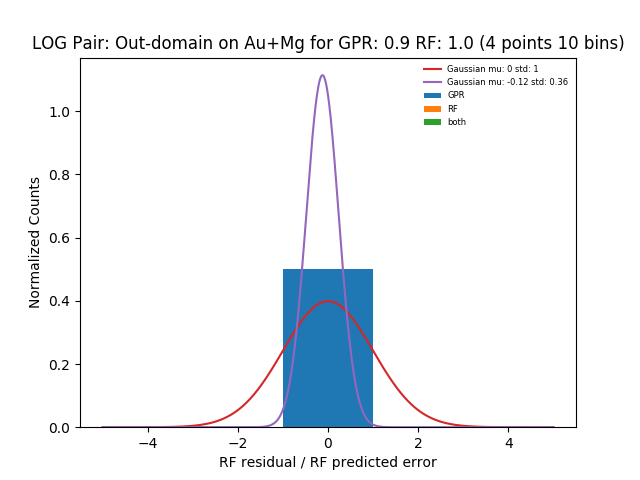 LOG Pair: Out-domain on Au+Mg for GPR: 0.9 RF: 1.0 (4 points 10 bins)
Gaussian mu: 0 std: 1
Gaussian mu: -0.12 std: 0.36
GPR
RF
both
Normalized Counts
1.0
0.8
0.6
0.4
0.2
0.0
−4
−2
0
2
4
RF residual / RF predicted error